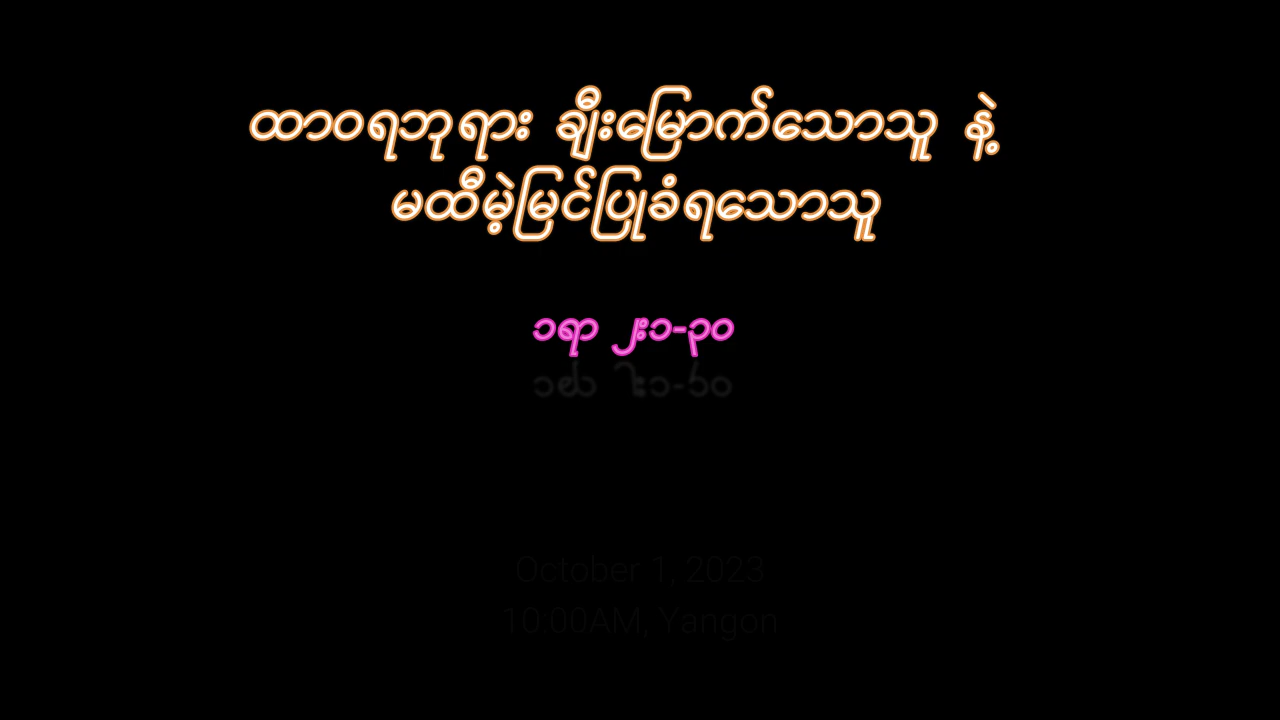 ထာဝရဘုရား ချီးမြှောက်သောသူ နဲ့
မထီမဲ့မြင်ပြုခံရသောသူ
၁ရာ ၂း၁-၃၀
October 1, 2023
10:00AM, Yangon